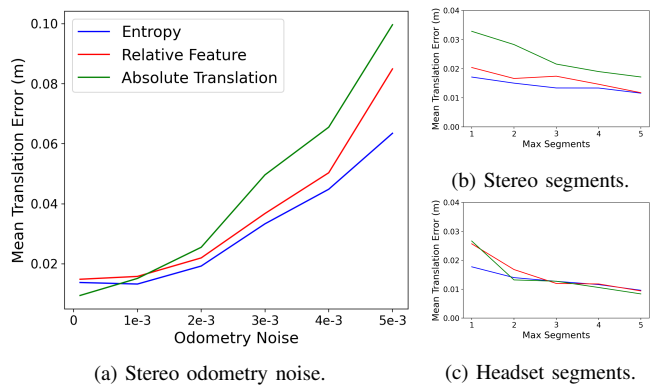 Mean Translation Error (m)
0.10
0.08
0.06
0.04
0.02
Entropy
Relative Feature
Absolute Translation
0 1e-3 2e-3 3e-3 4e-3 5e-3
Odometry Noise
(a) Stereo odometry noise.
Mean Translation Error (m)
0.04
0.03
0.02
0.01
0.00
1 2 3 4 5
Max Segments
(b) Stereo segments.
Mean Translation Error (m)
0.04
0.03
0.02
0.01
0.00
1 2 3 4 5
Max Segments
(c) Headset segments.